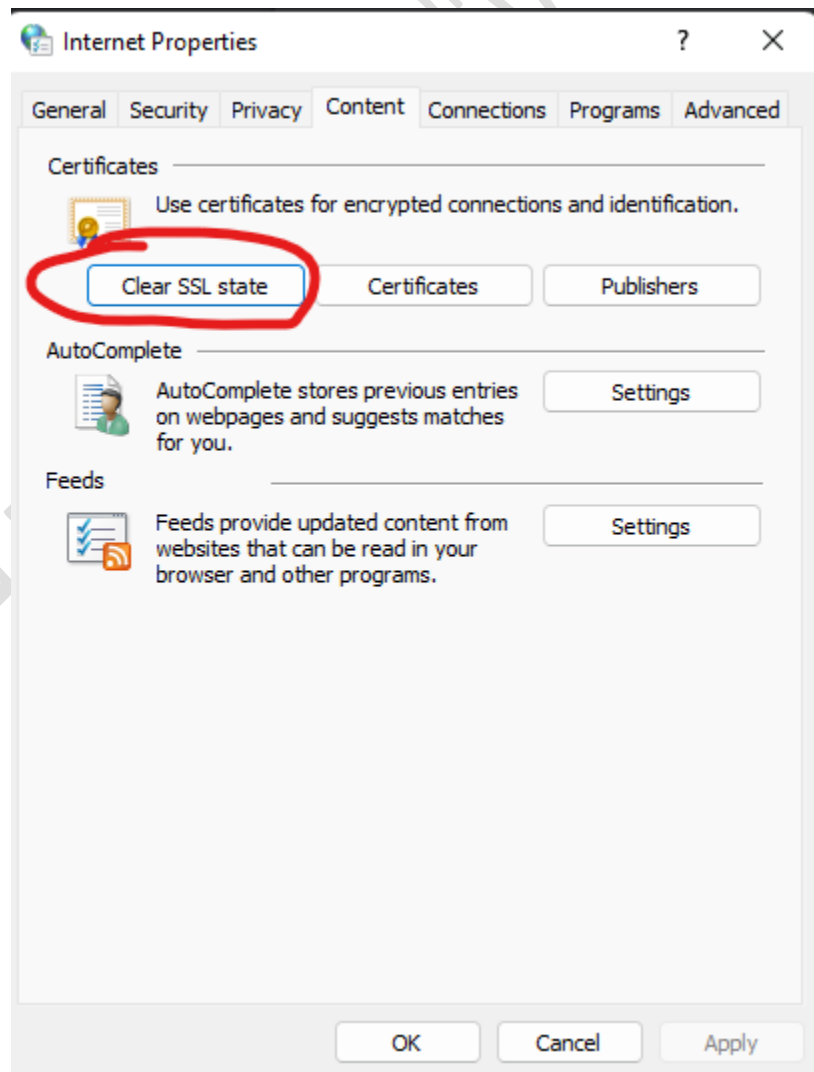 Internet Properties
?
General Security Privacy Content Connections Programs Advanced
Certificates
Use certificates for encrypted connections and identification.
Clear SSL state Certificates Publishers
AutoComplete
AutoComplete stores previous entries
on webpages and suggests matches
for you.
Settings
Feeds
Feeds provide updated content from
websites that can be read in your
browser and other programs.
Settings
OK Cancel Apply